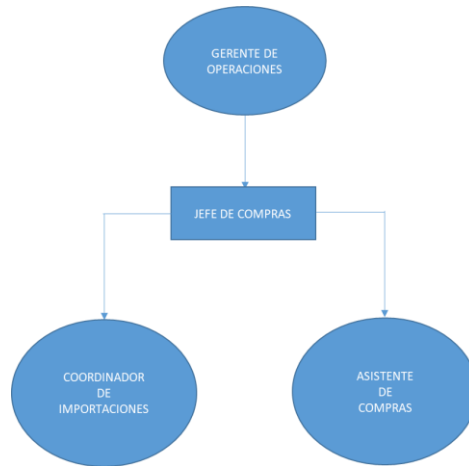 GERENTE DE
OPERACIONES
JEFE DE COMPRAS
COORDINADOR
DE
IMPORTACIONES
ASISTENTE
DE
COMPRAS